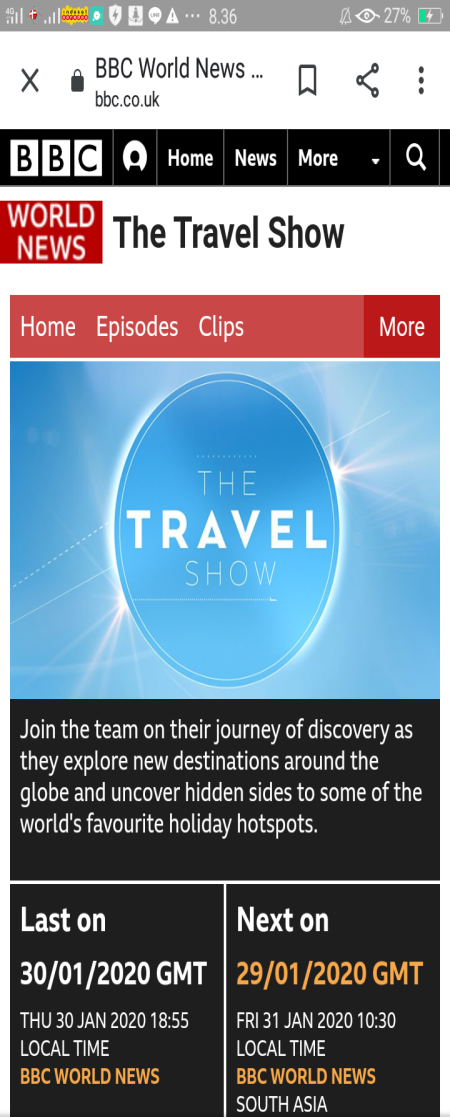 4G 8.36 27%
BBC World News ...
bbc.co.uk
BBC Home News More
WORLD NEWS
The Travel Show
Home Episodes Clips More
THE
TRAVEL
SHOW
Join the team on their journey of discovery as
they explore new destinations around the
globe and uncover hidden sides to some of the
world's favourite holiday hotspots.
Last on
30/01/2020 GMT
THU 30 JAN 2020 18:55
LOCAL TIME
BBC WORLD NEWS
Next on
29/01/2020 GMT
FRI 31 JAN 2020 10:30
LOCAL TIME
BBC WORLD NEWS
SOUTH ASIA